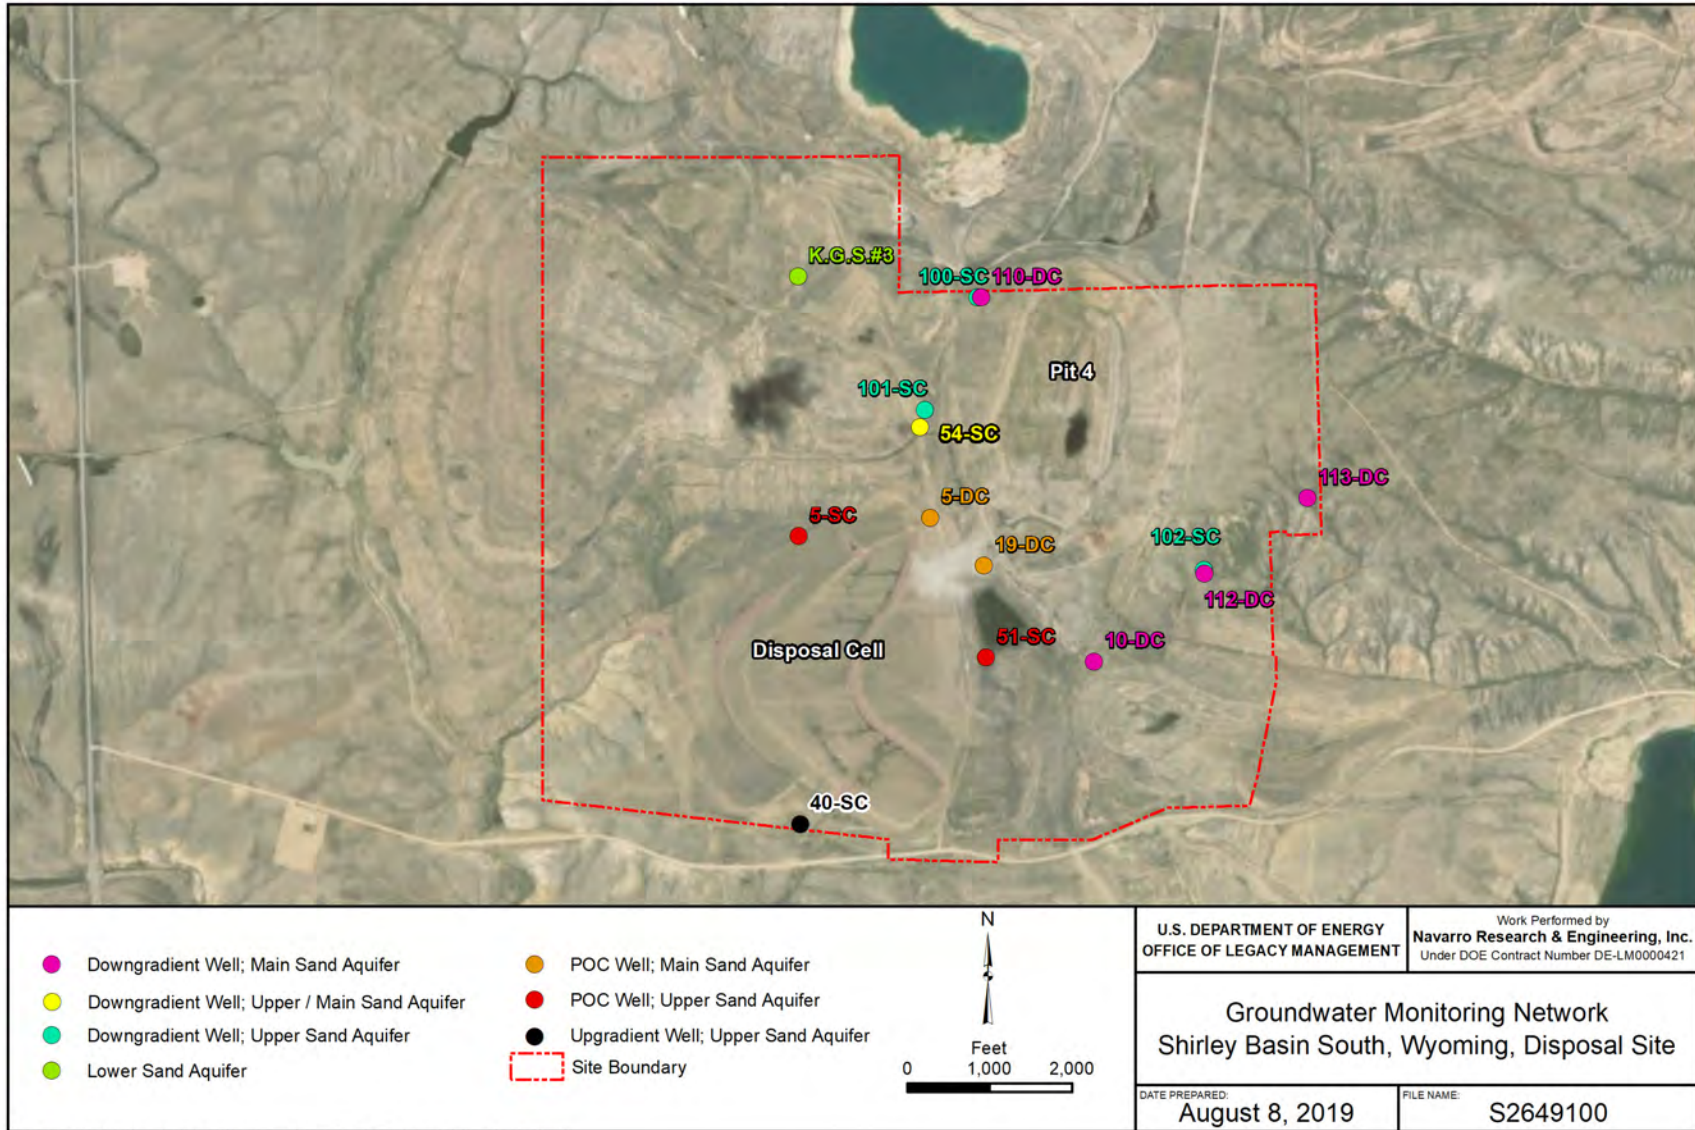 K.G.S.#3
100-SC
110-DC
Pit 4
101-SC
54-SC
113-DC
5-DC
5-SC
102-SC
19-DC
112-DC
51-SC
10-DC
Disposal Cell
40-SC
Downgradient Well; Main Sand Aquifer
Downgradient Well; Upper / Main Sand Aquifer
Downgradient Well; Upper Sand Aquifer
Lower Sand Aquifer
POC Well; Main Sand Aquifer
POC Well; Upper Sand Aquifer
Upgradient Well; Upper Sand Aquifer
Site Boundary
N
Feet
0 1,000 2,000
U.S. DEPARTMENT OF ENERGY
OFFICE OF LEGACY MANAGEMENT
Work Performed by
Navarro Research & Engineering, Inc.
Under DOE Contract Number DE-LM0000421
Groundwater Monitoring Network
Shirley Basin South, Wyoming, Disposal Site
DATE PREPARED:
August 8, 2019
FILE NAME:
S2649100